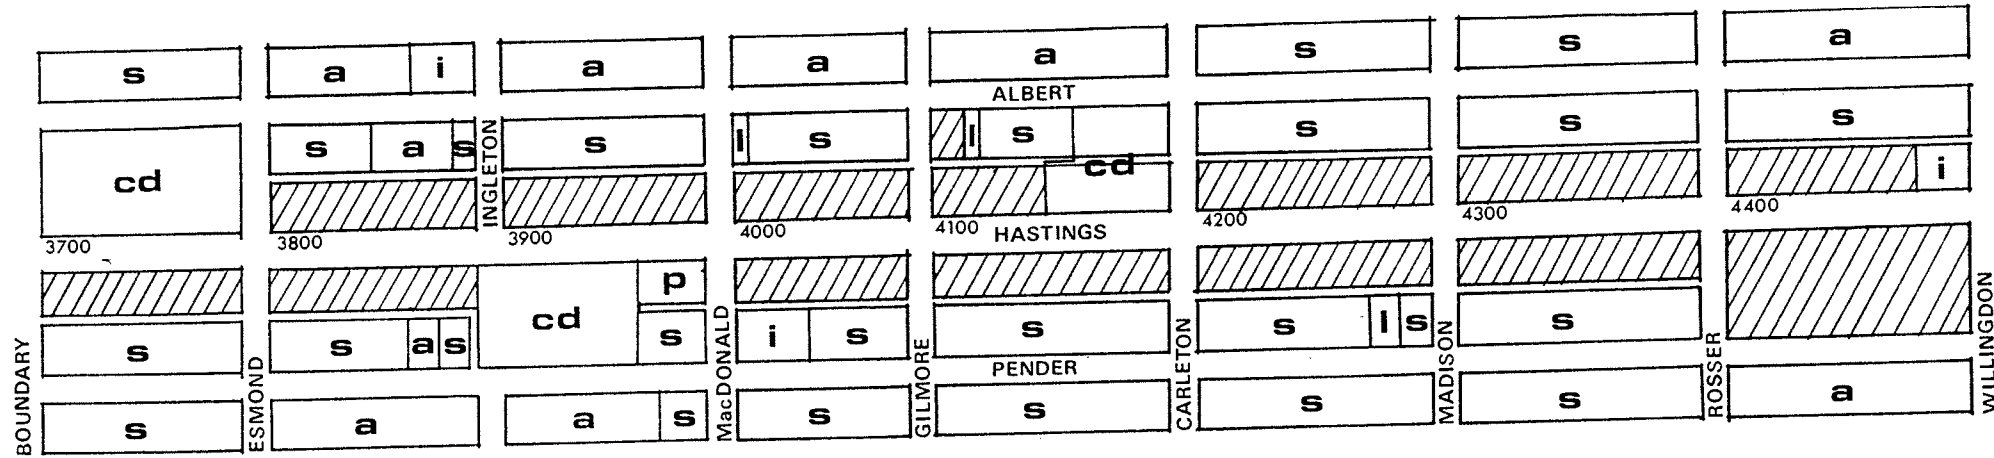 s a i a a a s s a
ALBERT
s a s s l s l s s s s
cd cd i
3700 3800 3900 4000 4100 4200 4300 4400
HASTINGS
cd p
s s a s s i s s s l s s
PENDER
s a a s s s s s a
BOUNDARY
ESMOND
INGLETON
MacDONALD
GILMORE
CARLETON
MADISON
ROSSER
WILLINGDON